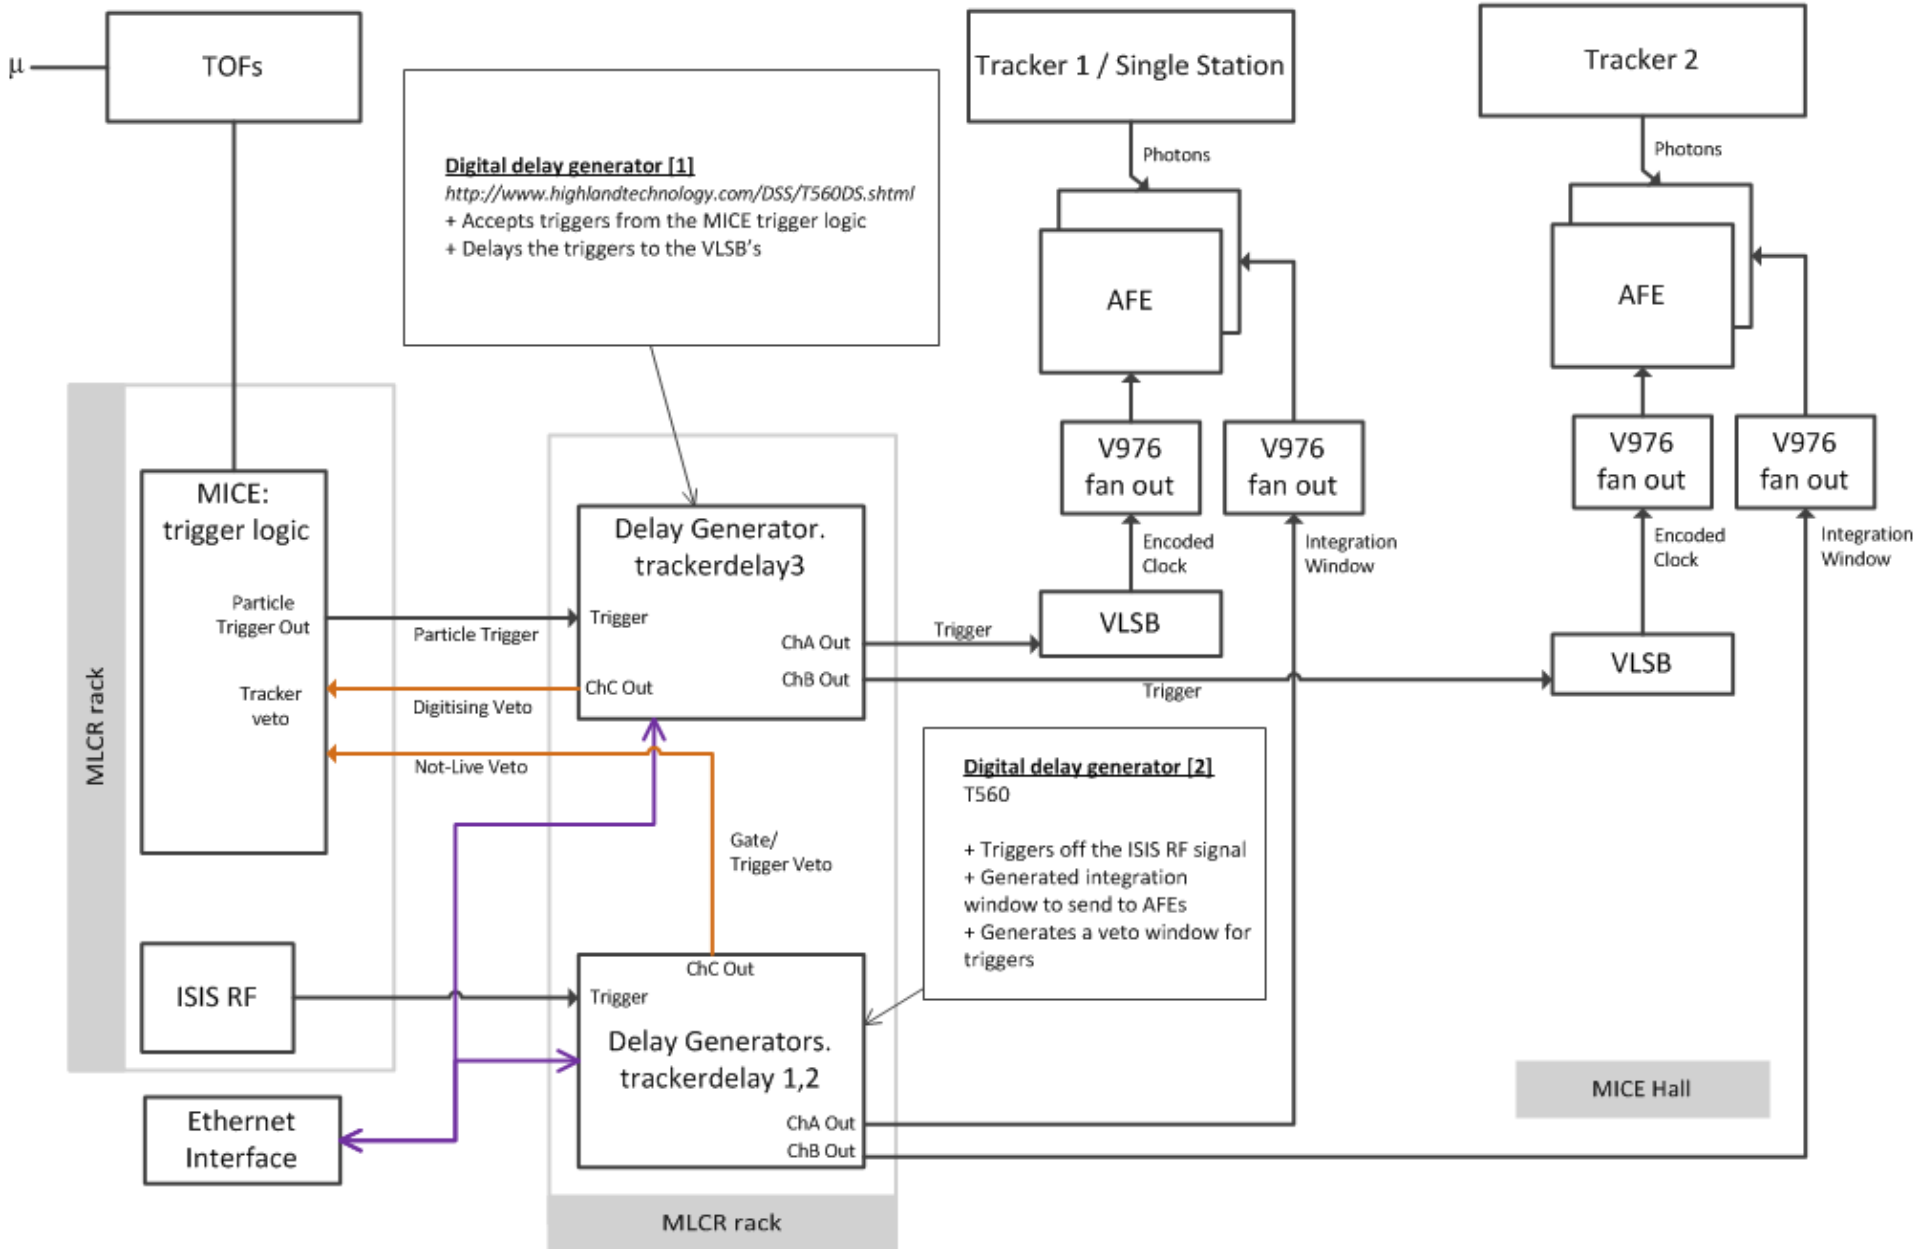 μ
TOFs
Tracker 1 / Single Station
Tracker 2
Photons
Photons
Digital delay generator [1]
http://www.highlandtechnology.com/DSS/T560DS.shtml
+ Accepts triggers from the MICE trigger logic
+ Delays the triggers to the VLSB's
AFE
AFE
V976
fan out
V976
fan out
V976
fan out
V976
fan out
MLCR rack
MICE:
trigger logic
Particle
Trigger Out
Tracker
veto
Particle Trigger
Digitising Veto
Not-Live Veto
Delay Generator.
trackerdelay3
Trigger
ChA Out
ChB Out
ChC Out
Encoded
Clock
Integration
Window
Encoded
Clock
Integration
Window
Trigger
VLSB
Trigger
VLSB
Gate/
Trigger Veto
Digital delay generator [2]
T560
+ Triggers off the ISIS RF signal
+ Generated integration
window to send to AFEs
+ Generates a veto window for
triggers
ISIS RF
ChC Out
Trigger
Delay Generators.
trackerdelay 1,2
ChA Out
ChB Out
Ethernet
Interface
MICE Hall
MLCR rack